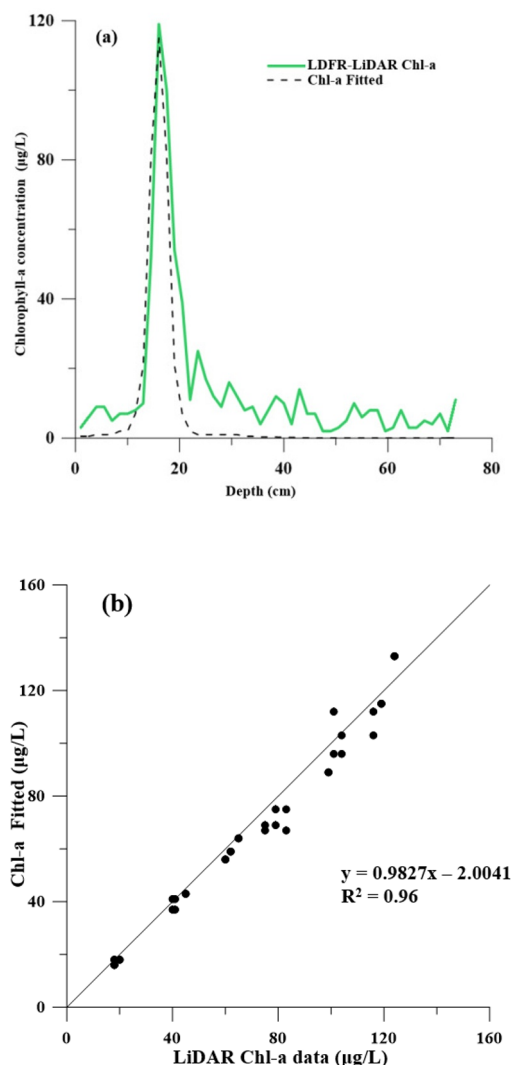 120
(a)
LDFR-LiDAR Chl-a
Chl-a Fitted
80
40
0
Chlorophyll-a concentration (µg/L)
0 20 40 60 80
Depth (cm)
160
(b)
120
80
y = 0.9827x – 2.0041
R² = 0.96
40
0
Chl-a Fitted (µg/L)
0 40 80 120 160
LiDAR Chl-a data (µg/L)